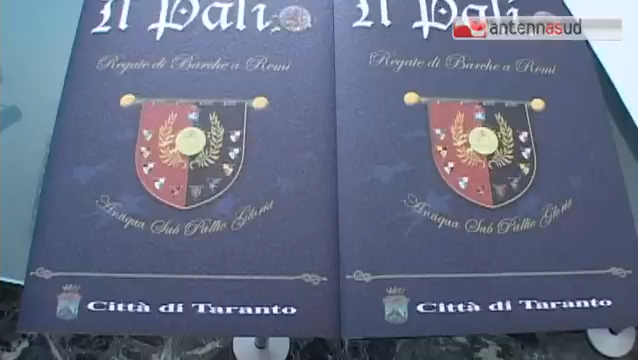 Il Palio
Il Pali
antennasud
Regate di Barche a Remi
Regate di Barche a Remi
Antiqua Sub Pallio Gloria
Antiqua Sub Pallio Gloria
Città di Taranto
Città di Taranto